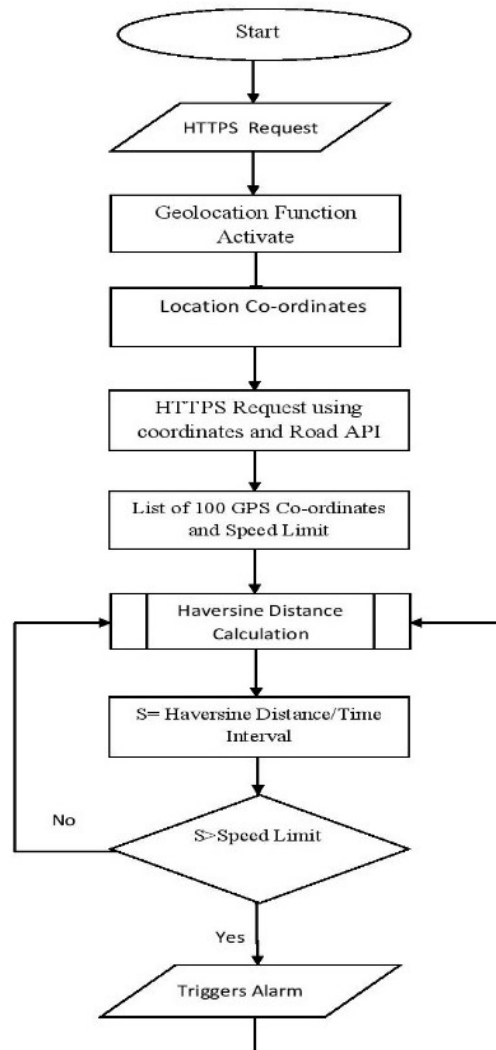 Start
HTTPS Request
Geolocation Function
Activate
Location Co-ordinates
HTTPS Request using
coordinates and Road API
List of 100 GPS Co-ordinates
and Speed Limit
Haversine Distance
Calculation
S= Haversine Distance/Time
Interval
S>Speed Limit
No
Yes
Triggers Alarm